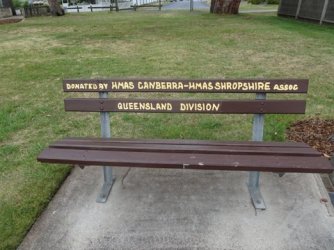 DONATED BY HMAS CANBERRA-HMAS SHROPSHIRE ASSOC
QUEENSLAND DIVISION